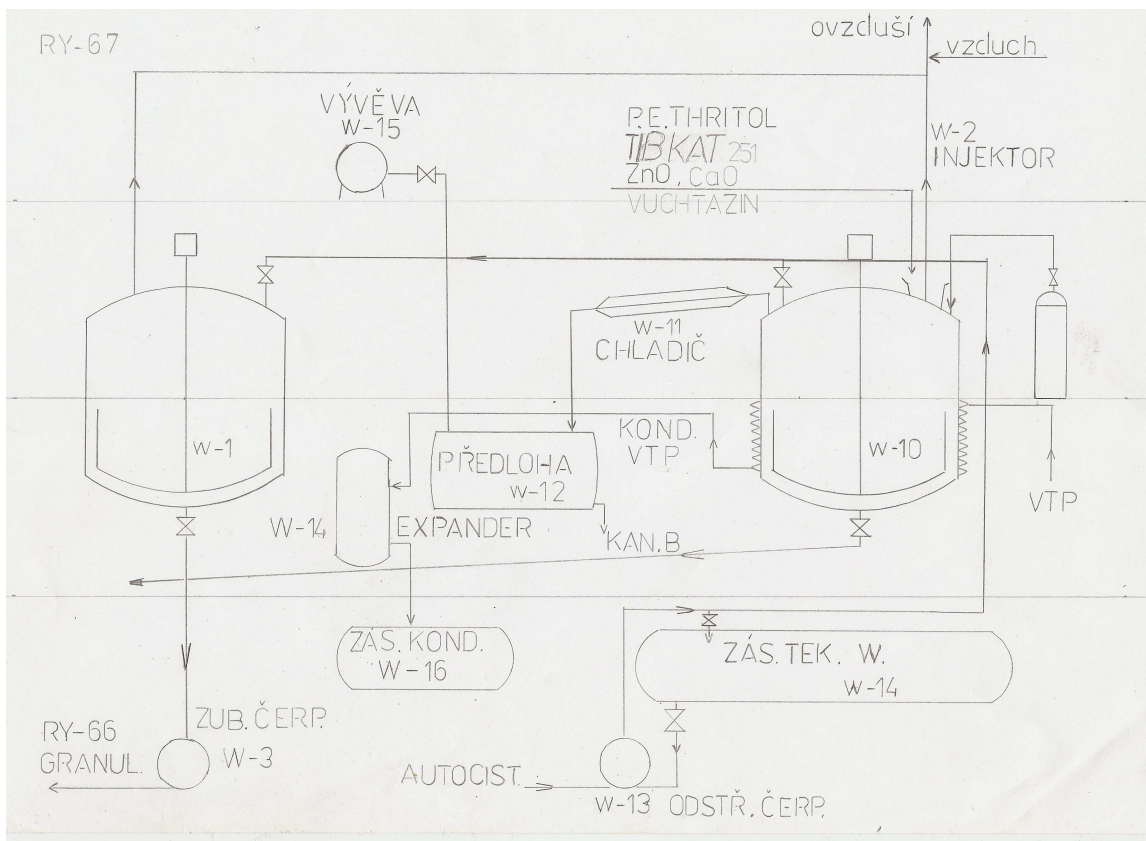 RY-67
ovzduší
vzduch
VÝVĚVA
W-15
P.E.THRITOL
TIBKAT 251
ZnO, CaO
VUCHTAZIN
W-2
INJEKTOR
W-11
CHLADIČ
W-1
PŘEDLOHA
W-12
KOND.
VTP
W-10
VTP
W-14
EXPANDER
KAN.B
ZÁS. KOND.
W-16
ZÁS. TEK. W.
W-14
RY-66
GRANUL.
ZUB. ČERP.
W-3
AUTOCIST.
W-13 ODSTŘ. ČERP.